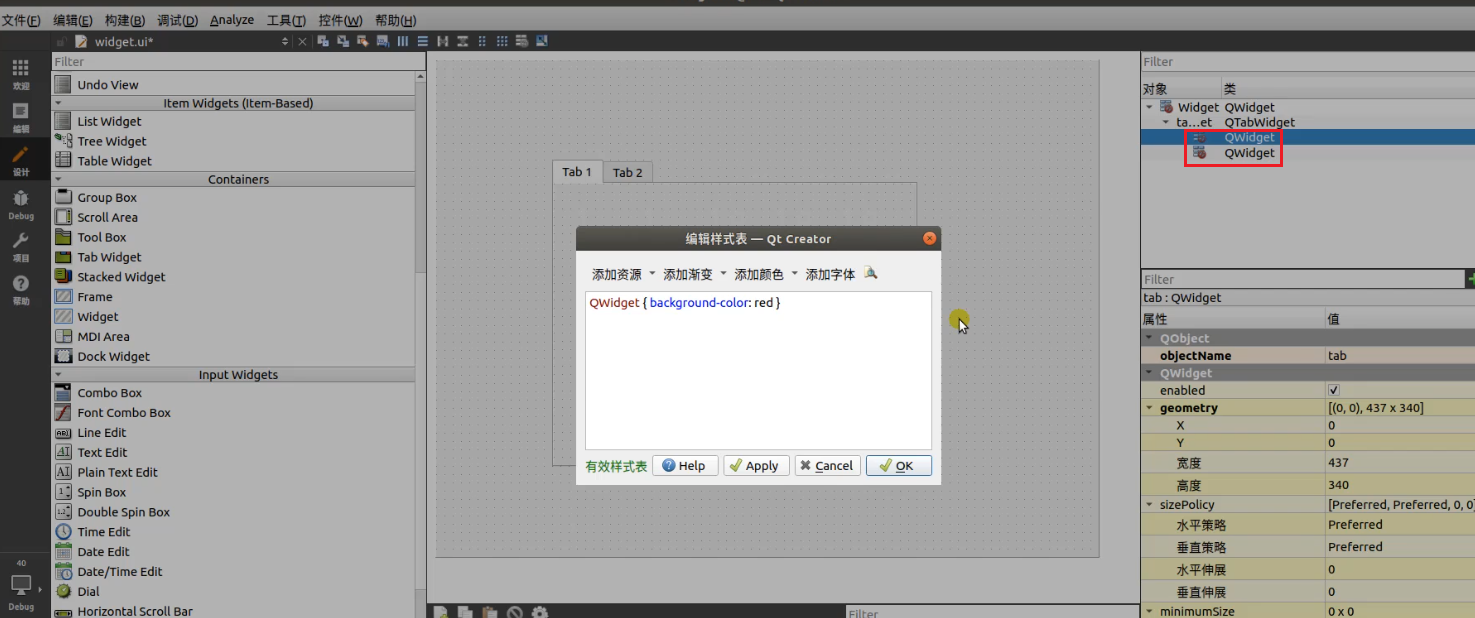 文件(F) 编辑(E) 构建(B) 调试(D) Analyze 工具(T) 控件(W) 帮助(H)
widget.ui*
欢迎
编辑
设计
Debug
项目
帮助
40
Debug
Filter
Undo View
Item Widgets (Item-Based)
List Widget
Tree Widget
Table Widget
Containers
Group Box
Scroll Area
Tool Box
Tab Widget
Stacked Widget
Frame
Widget
MDI Area
Dock Widget
Input Widgets
Combo Box
Font Combo Box
Line Edit
Text Edit
Plain Text Edit
Spin Box
Double Spin Box
Time Edit
Date Edit
Date/Time Edit
Dial
Horizontal Scroll Bar
Tab 1 Tab 2
编辑样式表 — Qt Creator
添加资源 添加渐变 添加颜色 添加字体
QWidget { background-color: red }
有效样式表 Help Apply Cancel OK
Filter
Filter
对象 类
Widget QWidget
ta...et QTabWidget
QWidget
QWidget
Filter
tab : QWidget
属性 值
QObject
objectName tab
QWidget
enabled
geometry [(0, 0), 437 x 340]
X 0
Y 0
宽度 437
高度 340
sizePolicy [Preferred, Preferred, 0, 0]
水平策略 Preferred
垂直策略 Preferred
水平伸展 0
垂直伸展 0
minimumSize 0 x 0